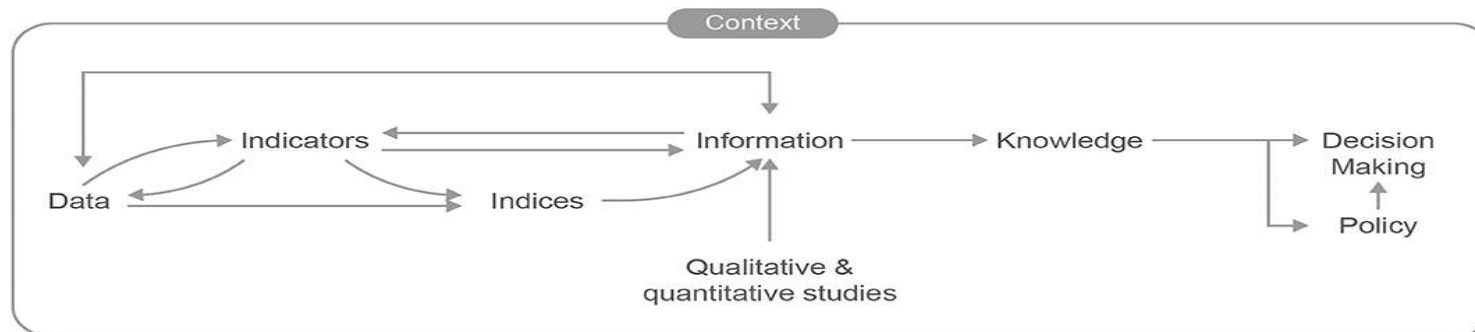 Context
Indicators
Information
Knowledge
Decision
Making
Data
Indices
Policy
Qualitative &
quantitative studies